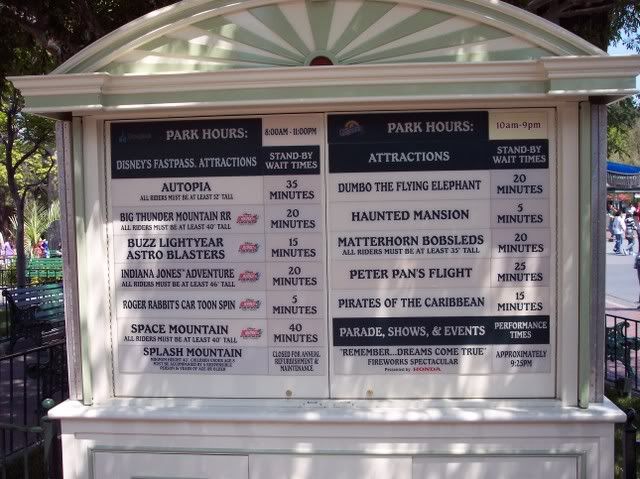 PARK HOURS: 8:00AM - 11:00PM
DISNEY'S FASTPASS. ATTRACTIONS STAND-BY WAIT TIMES
AUTOPIA 35 MINUTES
ALL RIDERS MUST BE AT LEAST 52" TALL
BIG THUNDER MOUNTAIN RR 20 MINUTES
ALL RIDERS MUST BE AT LEAST 40" TALL
BUZZ LIGHTYEAR
ASTRO BLASTERS 15 MINUTES
INDIANA JONES™ADVENTURE 20 MINUTES
ALL RIDERS MUST BE AT LEAST 46" TALL
ROGER RABBIT'S CAR TOON SPIN 5 MINUTES
SPACE MOUNTAIN 40 MINUTES
ALL RIDERS MUST BE AT LEAST 40" TALL
SPLASH MOUNTAIN CLOSED FOR ANNUAL REFURBISHMENT & MAINTENANCE
PARK HOURS: 10am-9pm
ATTRACTIONS STAND-BY WAIT TIMES
DUMBO THE FLYING ELEPHANT 20 MINUTES
HAUNTED MANSION 5 MINUTES
MATTERHORN BOBSLEDS 20 MINUTES
ALL RIDERS MUST BE AT LEAST 35" TALL
PETER PAN'S FLIGHT 25 MINUTES
PIRATES OF THE CARIBBEAN 15 MINUTES
PARADE, SHOWS, & EVENTS PERFORMANCE TIMES
"REMEMBER...DREAMS COME TRUE" APPROXIMATELY 9:25PM
FIREWORKS SPECTACULAR
Presented by HONDA